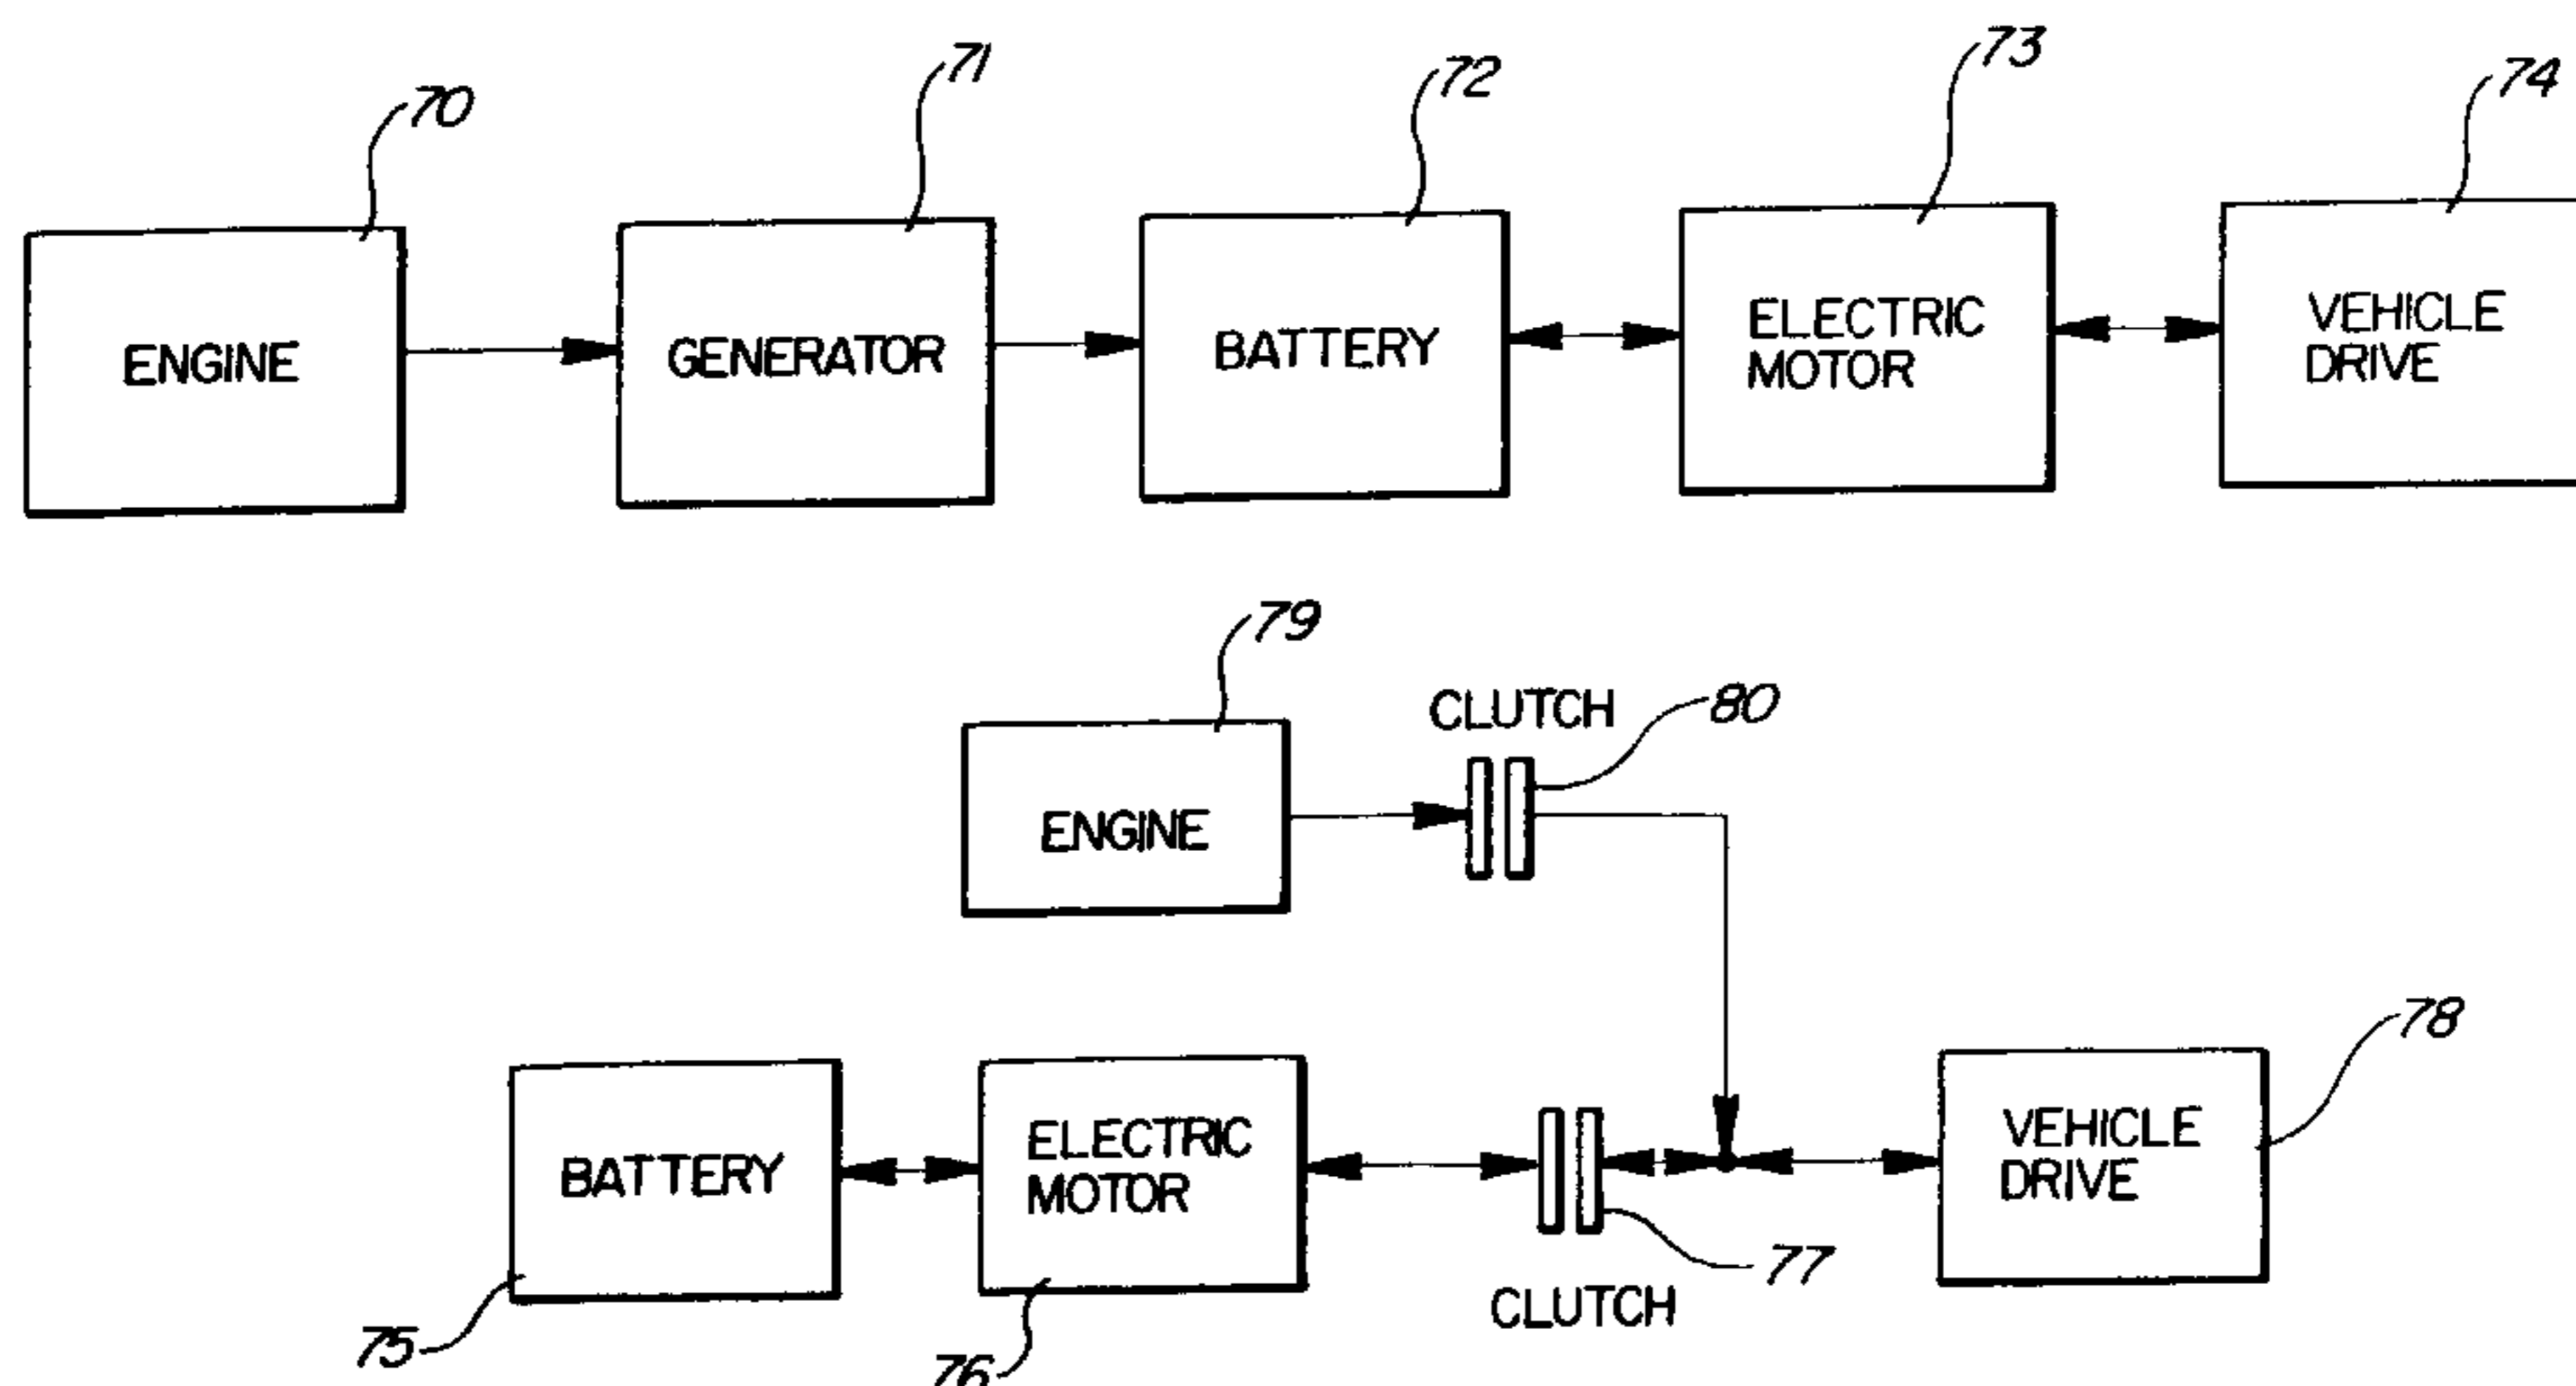 70
71
72
73
74
ENGINE
GENERATOR
BATTERY
ELECTRIC
MOTOR
VEHICLE
DRIVE
79
CLUTCH
80
ENGINE
78
BATTERY
ELECTRIC
MOTOR
VEHICLE
DRIVE
77
CLUTCH
75
76